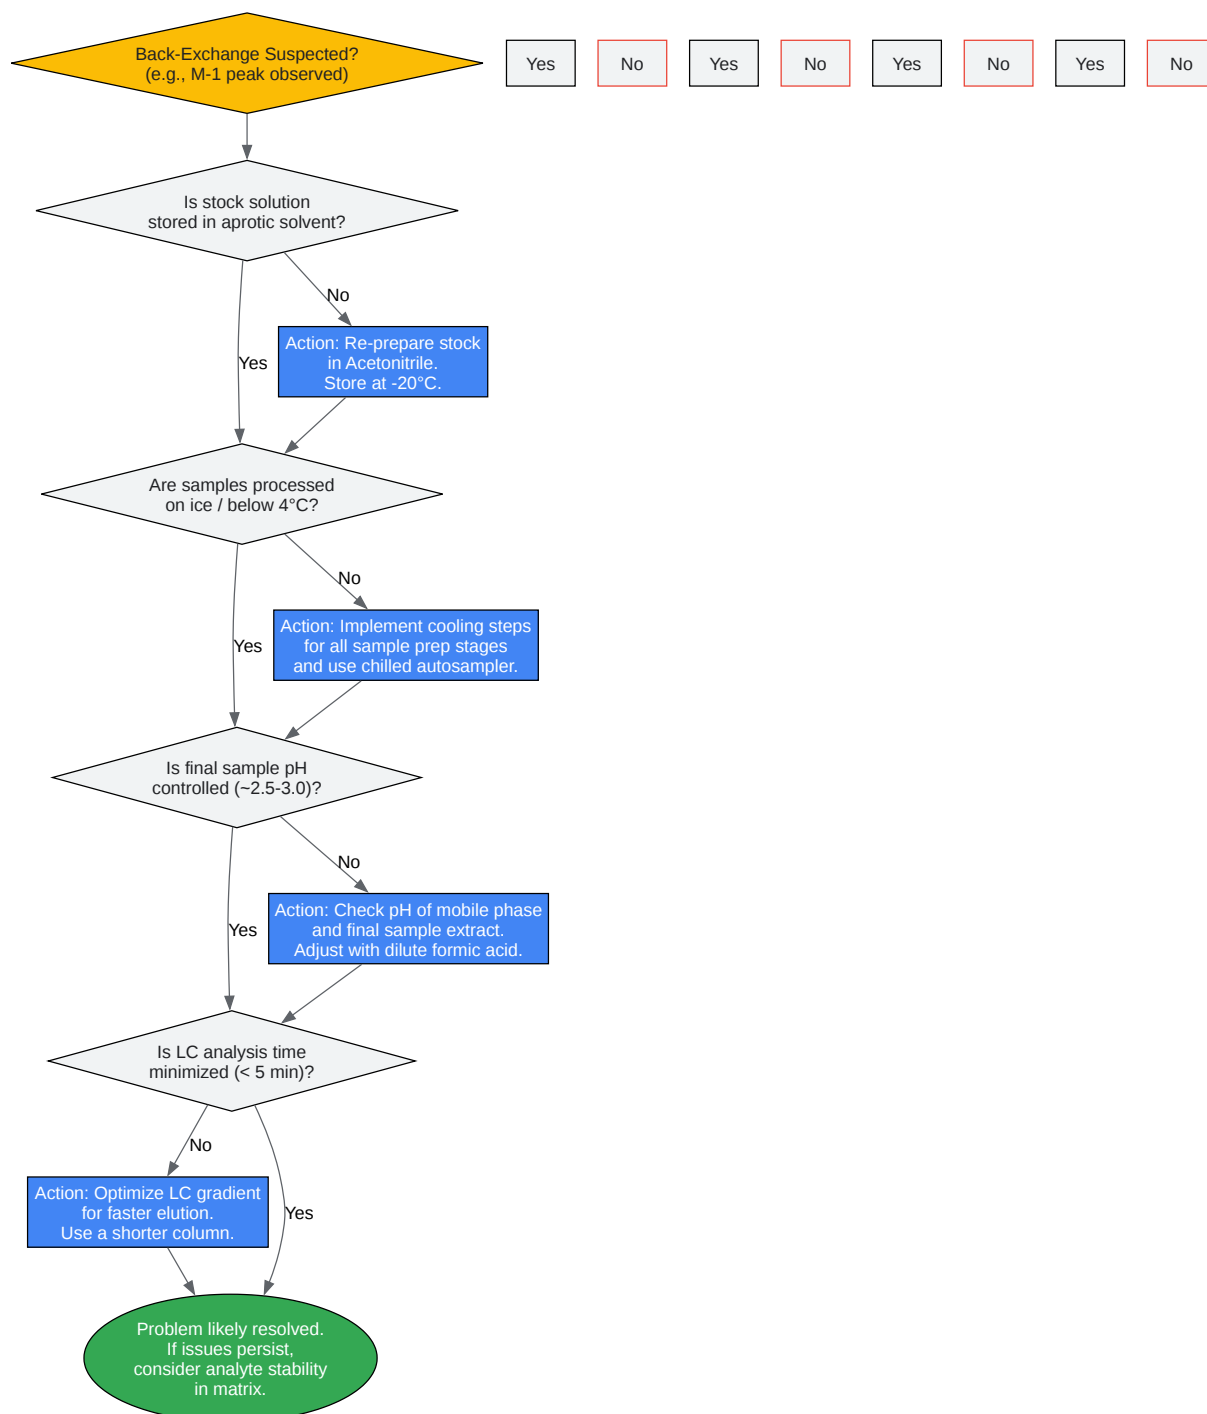 Back-Exchange Suspected?
(e.g., M-1 peak observed)
Yes
No
Yes
No
Yes
No
Yes
No
Is stock solution
stored in aprotic solvent?
No
Action: Re-prepare stock
in Acetonitrile.
Store at -20°C.
Yes
Are samples processed
on ice / below 4°C?
No
Action: Implement cooling steps
for all sample prep stages
and use chilled autosampler.
Yes
Is final sample pH
controlled (~2.5-3.0)?
No
Action: Check pH of mobile phase
and final sample extract.
Adjust with dilute formic acid.
Yes
Is LC analysis time
minimized (< 5 min)?
No
Action: Optimize LC gradient
for faster elution.
Use a shorter column.
Yes
Problem likely resolved.
If issues persist,
consider analyte stability
in matrix.